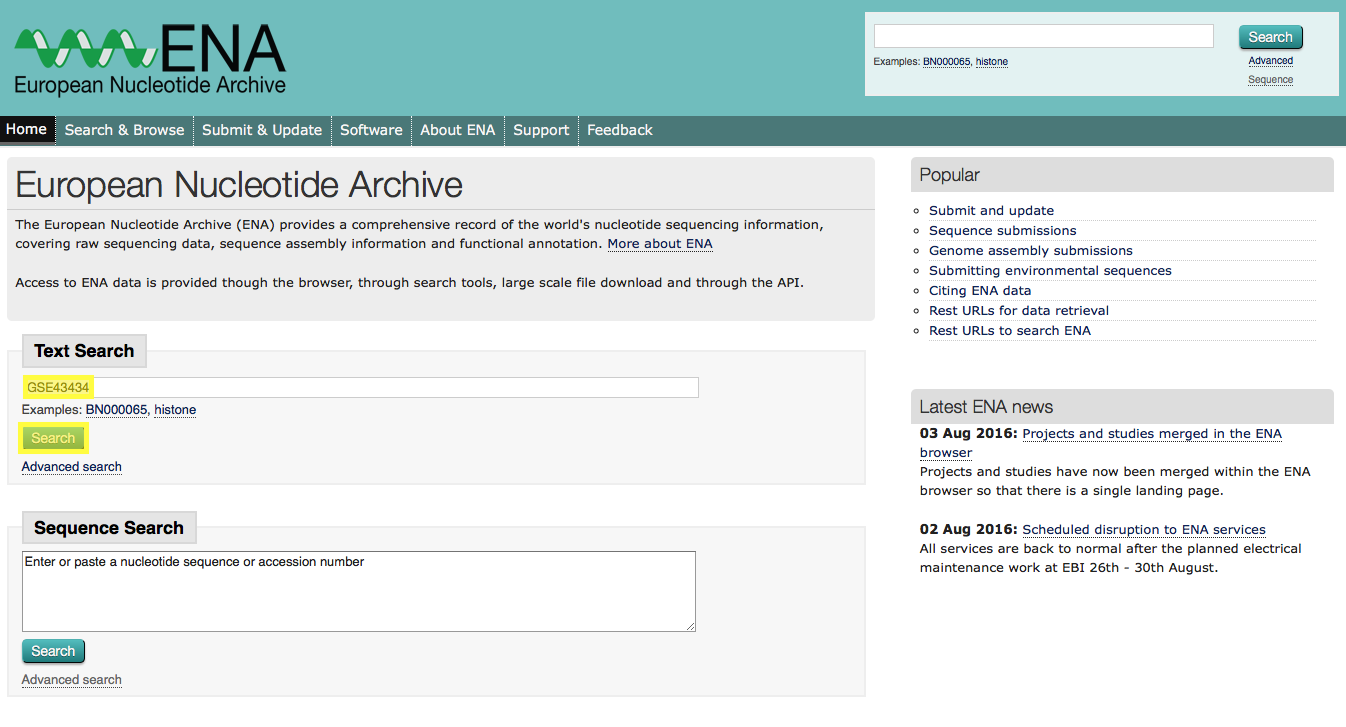 ENA
European Nucleotide Archive
Search
Examples: BN000065, histone
Advanced
Sequence
Home
Search & Browse
Submit & Update
Software
About ENA
Support
Feedback
European Nucleotide Archive
The European Nucleotide Archive (ENA) provides a comprehensive record of the world's nucleotide sequencing information,
covering raw sequencing data, sequence assembly information and functional annotation. More about ENA
Access to ENA data is provided though the browser, through search tools, large scale file download and through the API.
Text Search
GSE43434
Examples: BN000065, histone
Search
Advanced search
Sequence Search
Enter or paste a nucleotide sequence or accession number
Search
Advanced search
Popular
Submit and update
Sequence submissions
Genome assembly submissions
Submitting environmental sequences
Citing ENA data
Rest URLs for data retrieval
Rest URLs to search ENA
Latest ENA news
03 Aug 2016: Projects and studies merged in the ENA
browser
Projects and studies have now been merged within the ENA
browser so that there is a single landing page.
02 Aug 2016: Scheduled disruption to ENA services
All services are back to normal after the planned electrical
maintenance work at EBI 26th - 30th August.